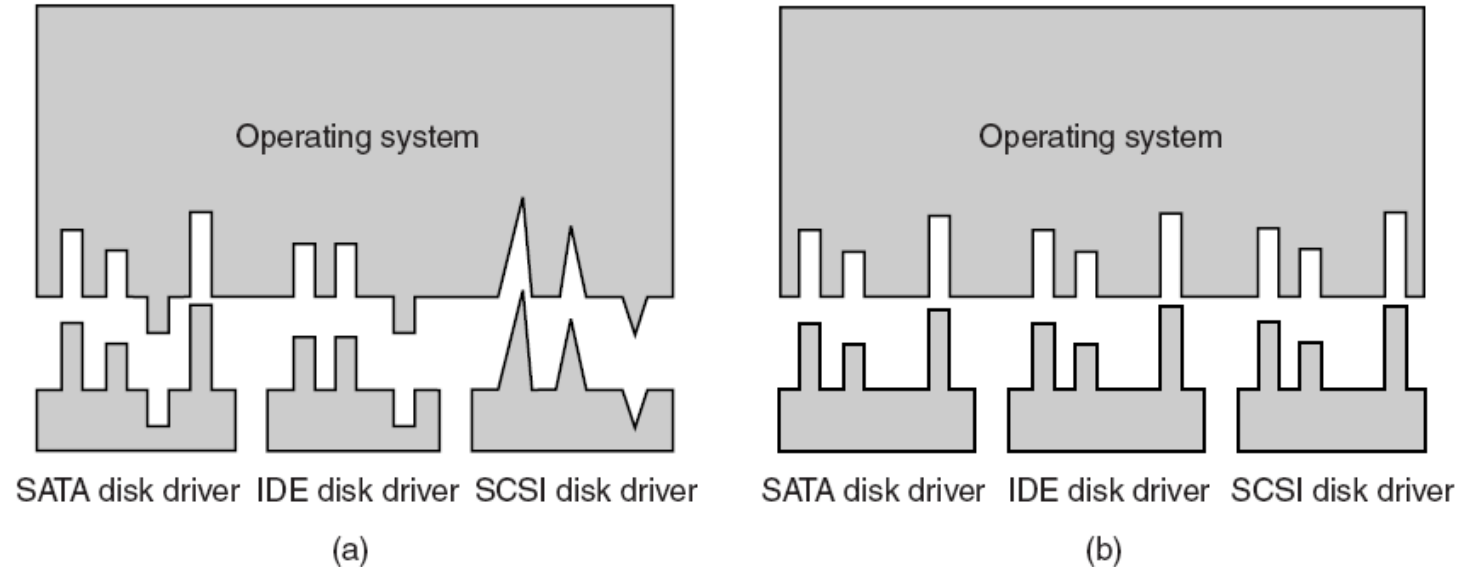 Operating system
Operating system
SATA disk driver IDE disk driver SCSI disk driver
SATA disk driver IDE disk driver SCSI disk driver
(a)
(b)